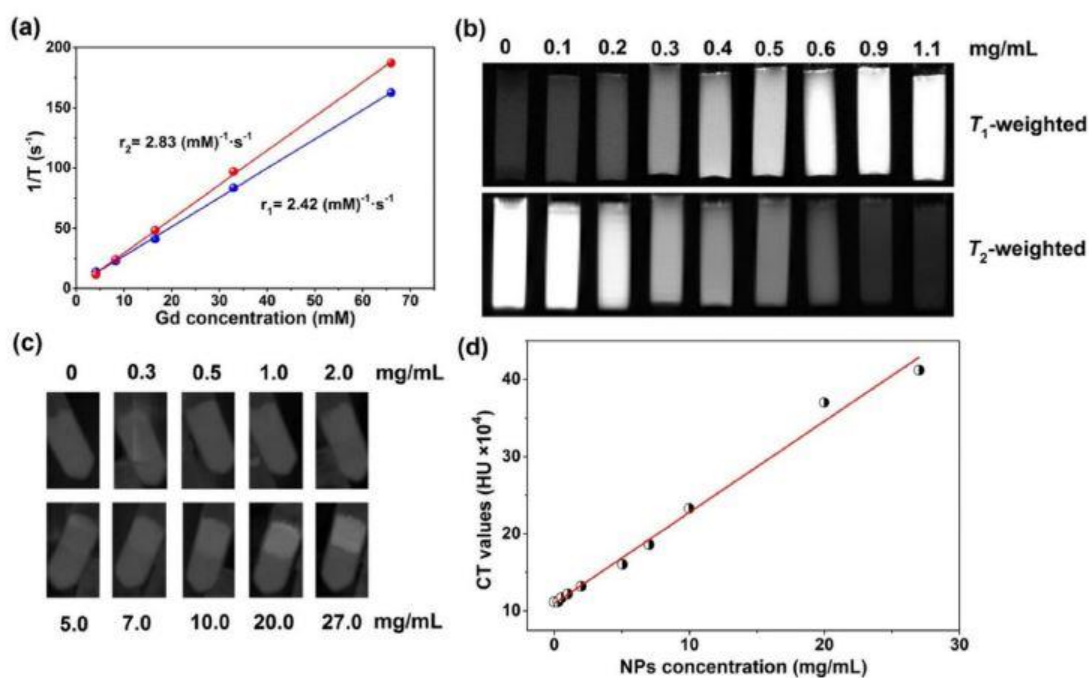 (a)
200
150
100
50
0
1/T (s⁻¹)
r₂= 2.83 (mM)⁻¹·s⁻¹
r₁= 2.42 (mM)⁻¹·s⁻¹
0 10 20 30 40 50 60 70
Gd concentration (mM)
(b)
0 0.1 0.2 0.3 0.4 0.5 0.6 0.9 1.1 mg/mL
T₁-weighted
T₂-weighted
(c)
0 0.3 0.5 1.0 2.0 mg/mL
5.0 7.0 10.0 20.0 27.0 mg/mL
(d)
40
30
20
10
CT values (HU ×10⁴)
0 10 20 30
NPs concentration (mg/mL)